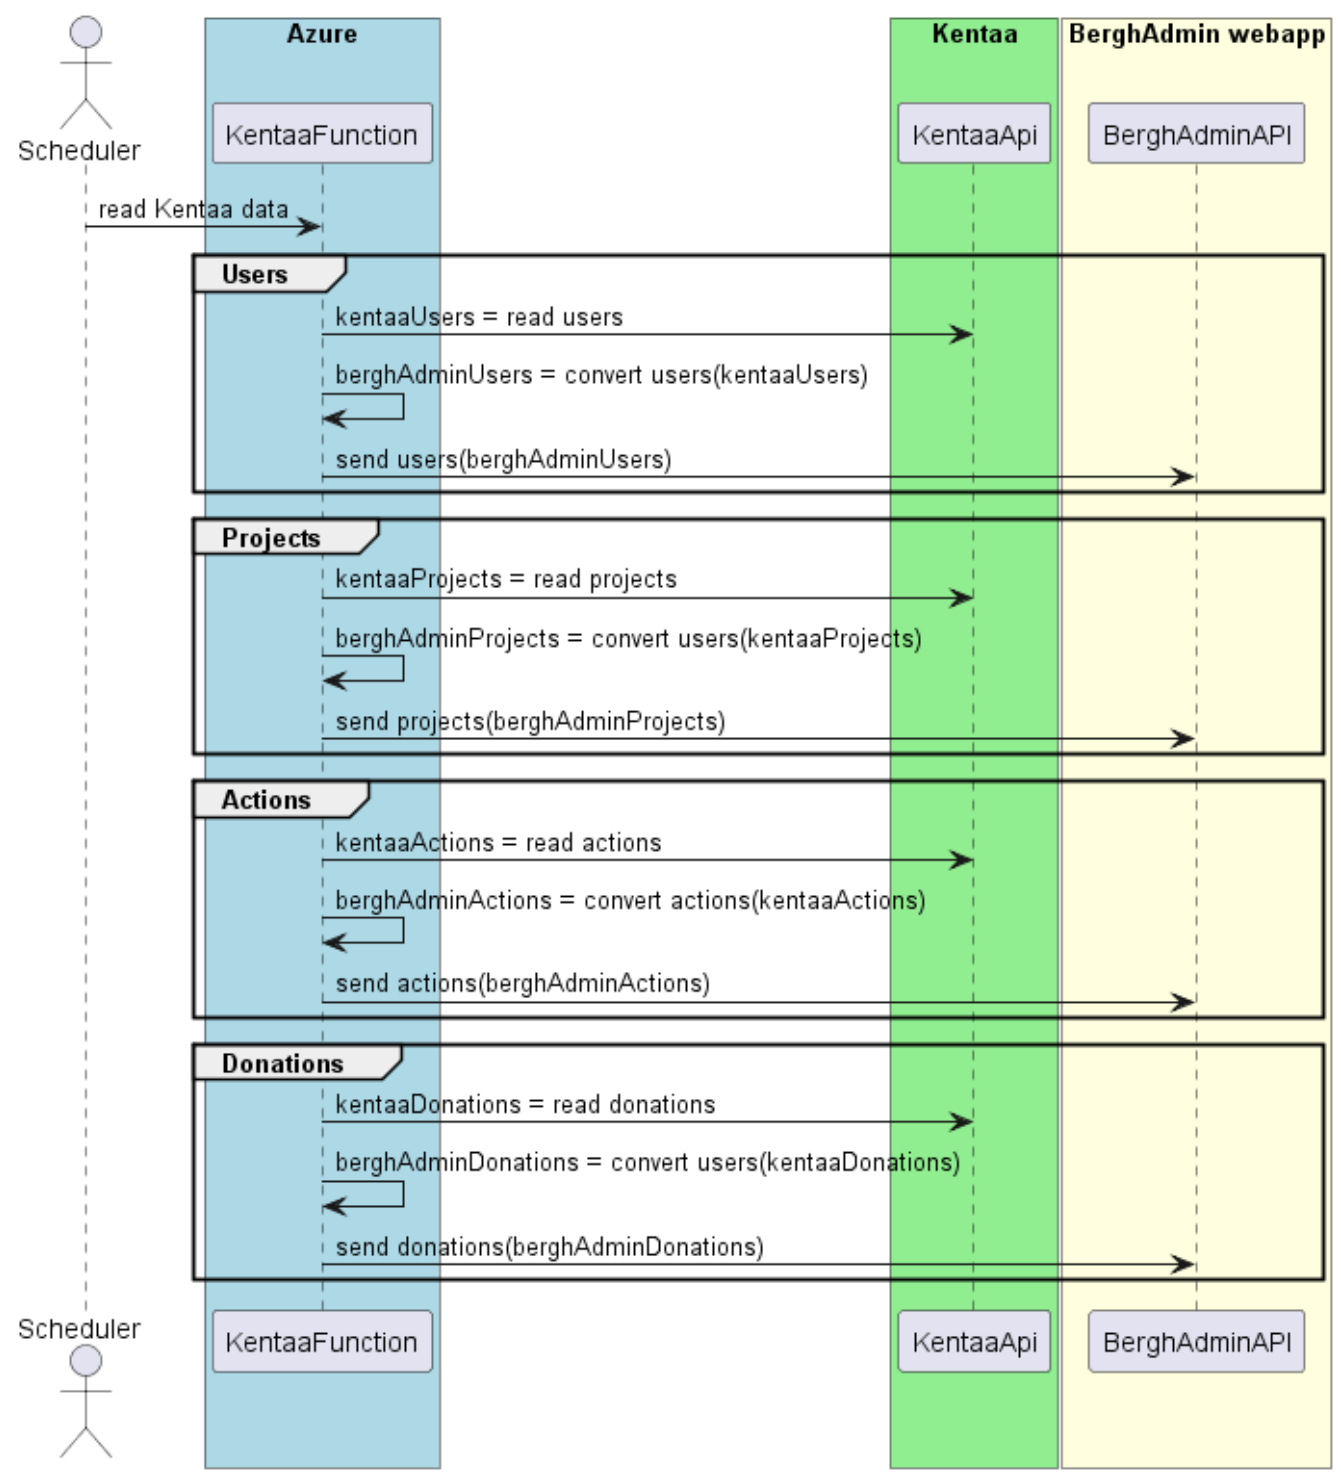 Azure
Kentaa
BerghAdmin webapp
Scheduler
KentaaFunction
KentaaApi
BerghAdminAPI
read Kentaa data
Users
kentaaUsers = read users
berghAdminUsers = convert users(kentaaUsers)
send users(berghAdminUsers)
Projects
kentaaProjects = read projects
berghAdminProjects = convert users(kentaaProjects)
send projects(berghAdminProjects)
Actions
kentaaActions = read actions
berghAdminActions = convert actions(kentaaActions)
send actions(berghAdminActions)
Donations
kentaaDonations = read donations
berghAdminDonations = convert users(kentaaDonations)
send donations(berghAdminDonations)
Scheduler
KentaaFunction
KentaaApi
BerghAdminAPI